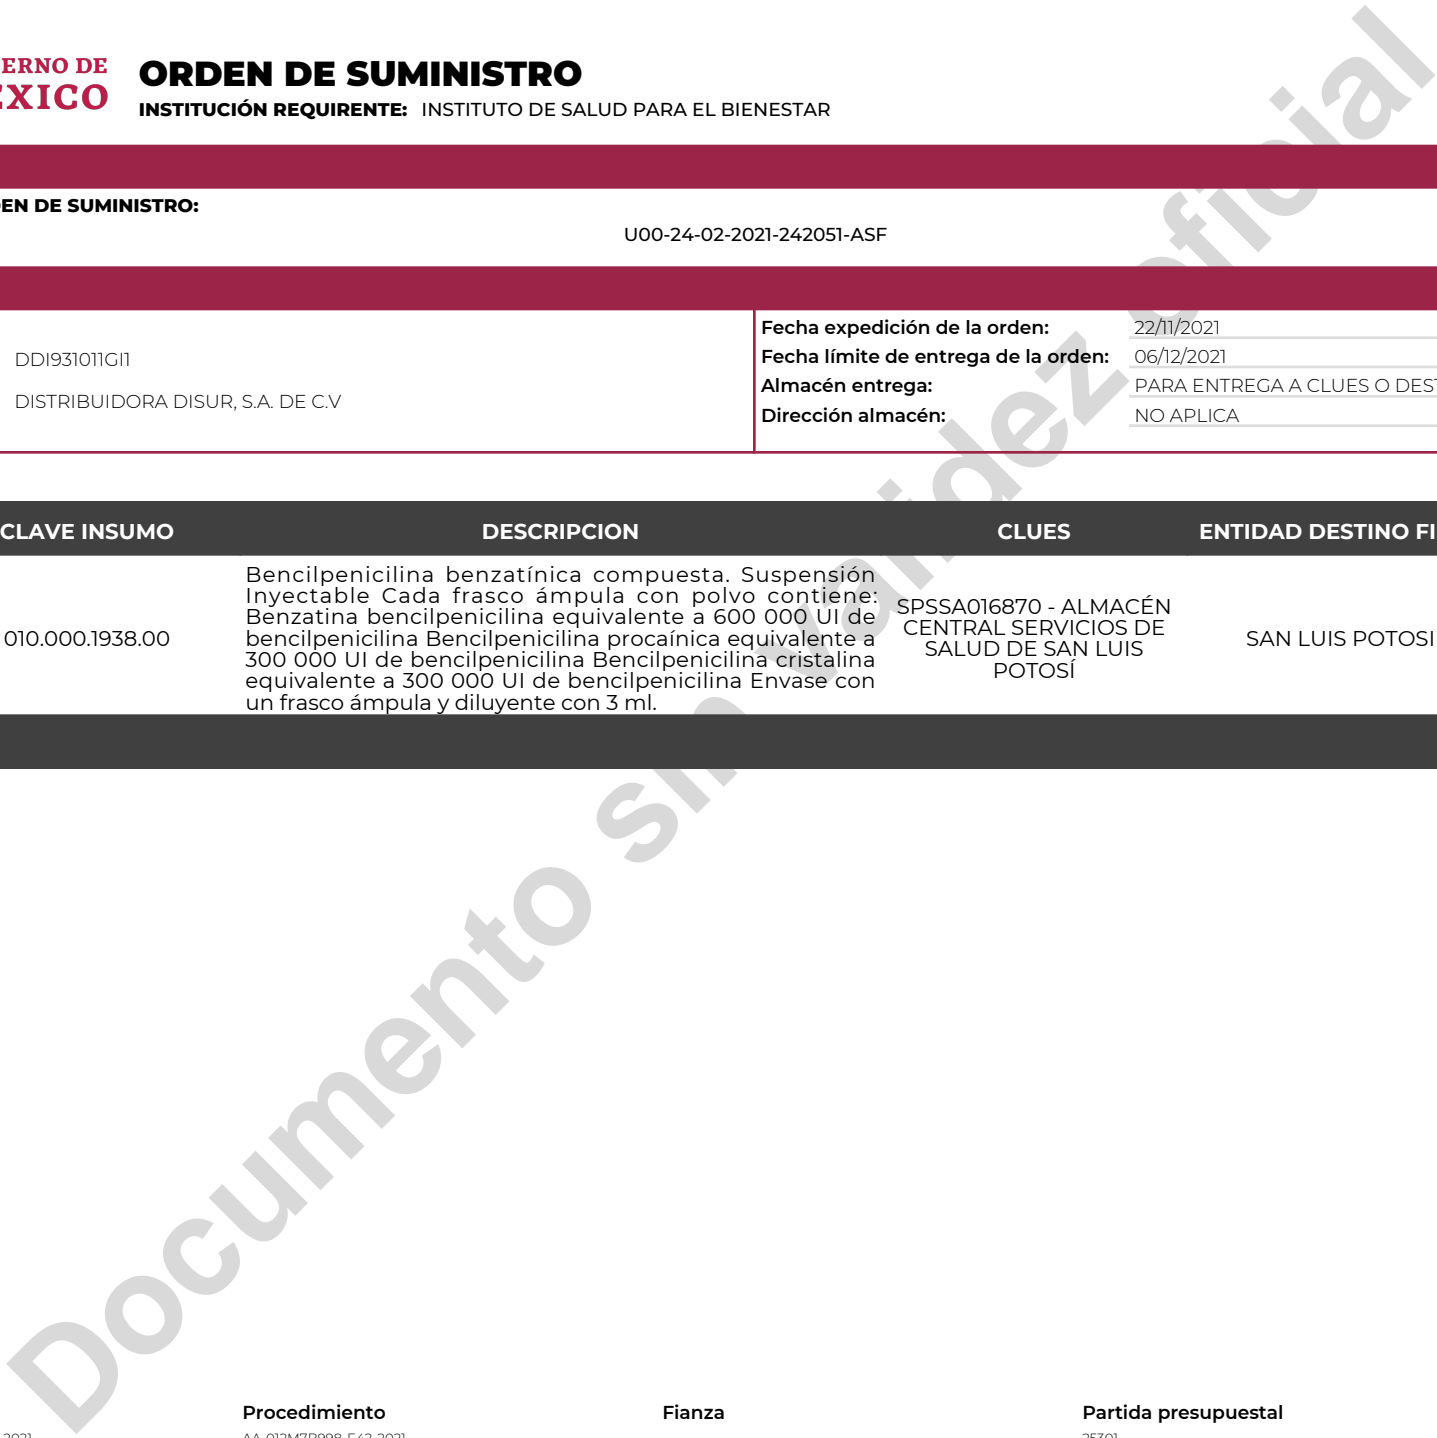 ERNO DE
ORDEN DE SUMINISTRO
INSTITUCIÓN REQUIRENTE: INSTITUTO DE SALUD PARA EL BIENESTAR
EN DE SUMINISTRO:
U00-24-02-2021-242051-ASF
DDI931011GI1
DISTRIBUIDORA DISUR, S.A. DE C.V
Fecha expedición de la orden: 22/11/2021
Fecha límite de entrega de la orden: 06/12/2021
Almacén entrega: PARA ENTREGA A CLUES O DEST
Dirección almacén: NO APLICA
CLAVE INSUMO DESCRIPCION CLUES ENTIDAD DESTINO FI
010.000.1938.00
Bencilpenicilina benzatínica compuesta. Suspensión
Inyectable Cada frasco ámpula con polvo contiene:
Benzatina bencilpenicilina equivalente a 600 000 UI de
bencilpenicilina Bencilpenicilina procaínica equivalente a
300 000 UI de bencilpenicilina Bencilpenicilina cristalina
equivalente a 300 000 UI de bencilpenicilina Envase con
un frasco ámpula y diluyente con 3 ml.
SPSSA016870 - ALMACÉN
CENTRAL SERVICIOS DE
SALUD DE SAN LUIS
POTOSÍ
SAN LUIS POTOSI
Documento sin validez oficial
Procedimiento Fianza Partida presupuestal